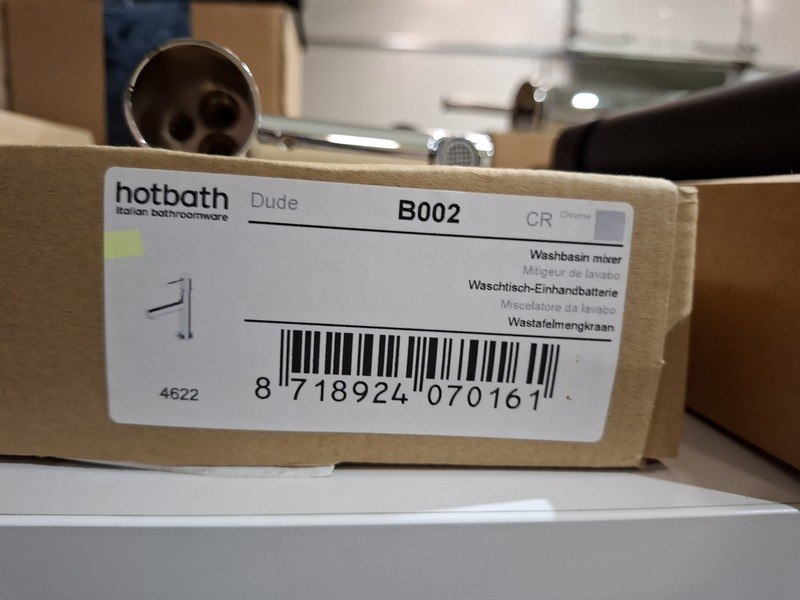 hotbath
italian bathroomware
Dude
B002
CR Chrome
Washbasin mixer
Mitigeur de lavabo
Waschtisch-Einhandbatterie
Miscelatore da lavabo
Wastafelmengkraan
4622
8 718924 070161